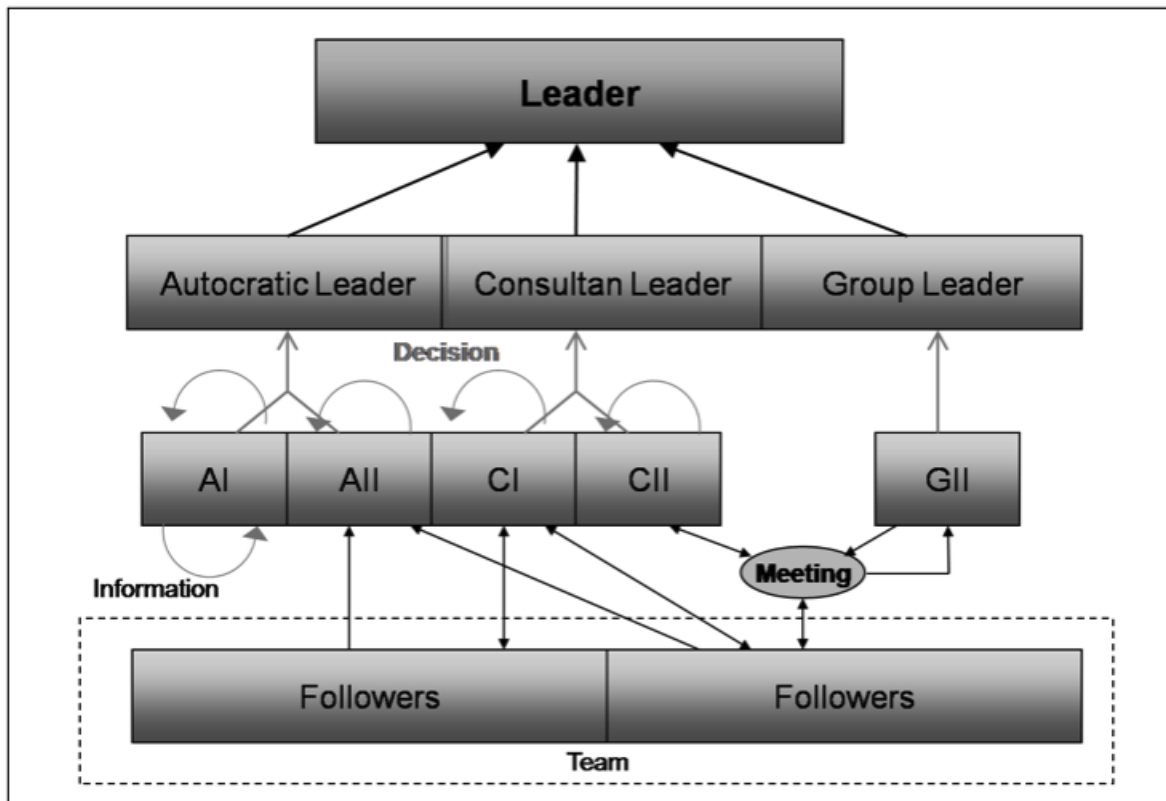 Leader
Autocratic Leader
Consultan Leader
Group Leader
Decision
AI
AII
CI
CII
GII
Meeting
Information
Followers
Followers
Team